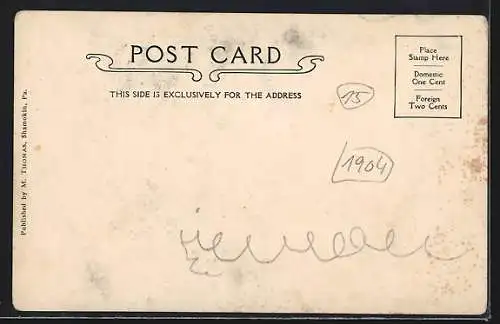 POST CARD
THIS SIDE IS EXCLUSIVELY FOR THE ADDRESS
Place
Stamp Here
Domestic
One Cent
Foreign
Two Cents
15
1904
Published by M. THOMAS, Shamokin, Pa.